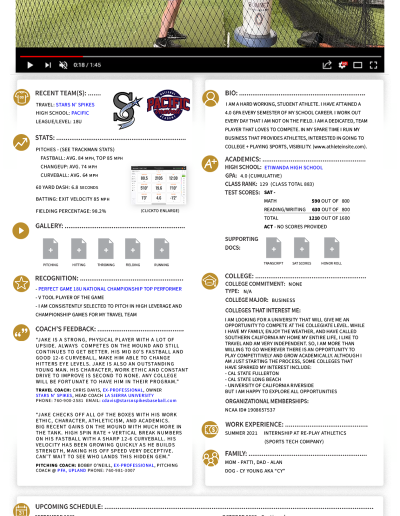 0:18 / 1:45
RECENT TEAM(S): ......
TRAVEL: STARS N' SPIKES
HIGH SCHOOL: PACIFIC
LEAGUE/LEVEL: 18U
PACIFIC
STATS:
PITCHES - (SEE TRACKMAN STATS)
FASTBALL: AVG. 84 MPH, TOP 85 MPH
CHANGEUP: AVG. 74 MPH
CURVEBALL: AVG. 64 MPH
60 YARD DASH: 6.8 SECONDS
BATTING: EXIT VELOCITY 85 MPH
FIELDING PERCENTAGE: 98.2%
(CLICK TO ENLARGE)
GALLERY:
PITCHING
HITTING
THROWING
FIELDING
RUNNING
RECOGNITION:
- PERFECT GAME 18U NATIONAL CHAMPIONSHIP TOP PERFORMER
- V TOOL PLAYER OF THE GAME
- I AM CONSISTENTLY SELECTED TO PITCH IN HIGH LEVERAGE AND
CHAMPIONSHIP GAMES FOR MY TRAVEL TEAM
COACH'S FEEDBACK:
"JAKE IS A STRONG, PHYSICAL PLAYER WITH A LOT OF
UPSIDE. ALWAYS COMPETES ON THE MOUND AND STILL
CONTINUES TO GET BETTER. HIS MID 80'S FASTBALL AND
GOOD 12-6 CURVEBALL, MAKE HIM ABLE TO CHANGE
HITTERS EYE LEVELS. JAKE IS ALSO AN OUTSTANDING
YOUNG MAN. HIS CHARACTER, WORK ETHIC AND CONSTANT
DRIVE TO IMPROVE IS SECOND TO NONE. ANY COLLEGE
WILL BE FORTUNATE TO HAVE HIM IN THEIR PROGRAM."
TRAVEL COACH: CHRIS DAVIS, EX-PROFESSIONAL, OWNER
STARS N' SPIKES, HEAD COACH LA SIERRA UNIVERSITY
"JAKE CHECKS OFF ALL OF THE BOXES WITH HIS WORK
ETHIC, CHARACTER, ATHLETICISM, AND ACADEMICS.
BIG RECENT GAINS ON THE MOUND WITH MUCH MORE IN
THE TANK. HIGH SPIN RATE + VERTICAL BREAK NUMBERS
ON HIS FASTBALL WITH A SHARP 12-6 CURVEBALL. HIS
VELOCITY HAS BEEN GROWING QUICKLY AS HE BUILDS
STRENGTH, MAKING HIS OFF SPEED VERY DECEPTIVE.
CAN'T WAIT TO SEE WHO LANDS THIS HIDDEN GEM."
PITCHING COACH: BOBBY O'NEILL, EX-PROFESSIONAL, PITCHING
COACH @ PFA, UPLAND PHONE: 760-981-3007
BIO:
I AM A HARD WORKING, STUDENT ATHLETE. I HAVE ATTAINED A
4.0 GPA EVERY SEMESTER OF MY SCHOOL CAREER. I WORK OUT
EVERY DAY THAT I AM NOT ON THE FIELD. I AM A DEDICATED, TEAM
PLAYER THAT LOVES TO COMPETE. IN MY SPARE TIME I RUN MY
BUSINESS THAT PROVIDES ATHLETES, INTERESTED IN GOING TO
COLLEGE + PLAYING SPORTS, VISIBILITY. (www.athleteinsite.com).
ACADEMICS:
HIGH SCHOOL: ETIWANDA HIGH SCHOOL
GPA: 4.0 (CUMULATIVE)
CLASS RANK: 129 (CLASS TOTAL 883)
TEST SCORES: SAT -
MATH 590 OUT OF 800
READING/WRITING 620 OUT OF 800
TOTAL 1210 OUT OF 1600
ACT - NO SCORES PROVIDED
SUPPORTING
DOCS:
TRANSCRIPT
SAT SCORES
HONOR ROLL
COLLEGE:
COLLEGE COMMITMENT: NONE
TYPE: N/A
COLLEGE MAJOR: BUSINESS
COLLEGES THAT INTEREST ME:
I AM LOOKING FOR A UNIVERSITY THAT WILL GIVE ME AN
OPPORTUNITY TO COMPETE AT THE COLLEGIATE LEVEL. WHILE
I HAVE MY FAMILY, ENJOY THE WEATHER, AND HAVE CALLED
SOUTHERN CALIFORNIA MY HOME MY ENTIRE LIFE, I LIKE TO
TRAVEL AND AM VERY INDEPENDENT. SO, I AM MORE THAN
WILLING TO GO WHEREVER THERE IS AN OPPORTUNITY TO
PLAY COMPETITIVELY AND GROW ACADEMICALLY. ALTHOUGH I
AM JUST STARTING THE PROCESS, SOME COLLEGES THAT
HAVE SPARKED MY INTEREST INCLUDE:
- CAL STATE FULLERTON
- CAL STATE LONG BEACH
- UNIVERSITY OF CALIFORNIA RIVERSIDE
BUT I AM HAPPY TO EXPLORE ALL OPPORTUNITIES
ORGANIZATIONAL MEMBERSHIPS:
NCAA ID# 1908657537
WORK EXPERIENCE:
SUMMER 2021 INTERNSHIP AT RE-PLAY ATHLETICS
(SPORTS TECH COMPANY)
FAMILY:
MOM - PATTI, DAD - ALAN
DOG - CY YOUNG AKA "CY"
UPCOMING SCHEDULE: